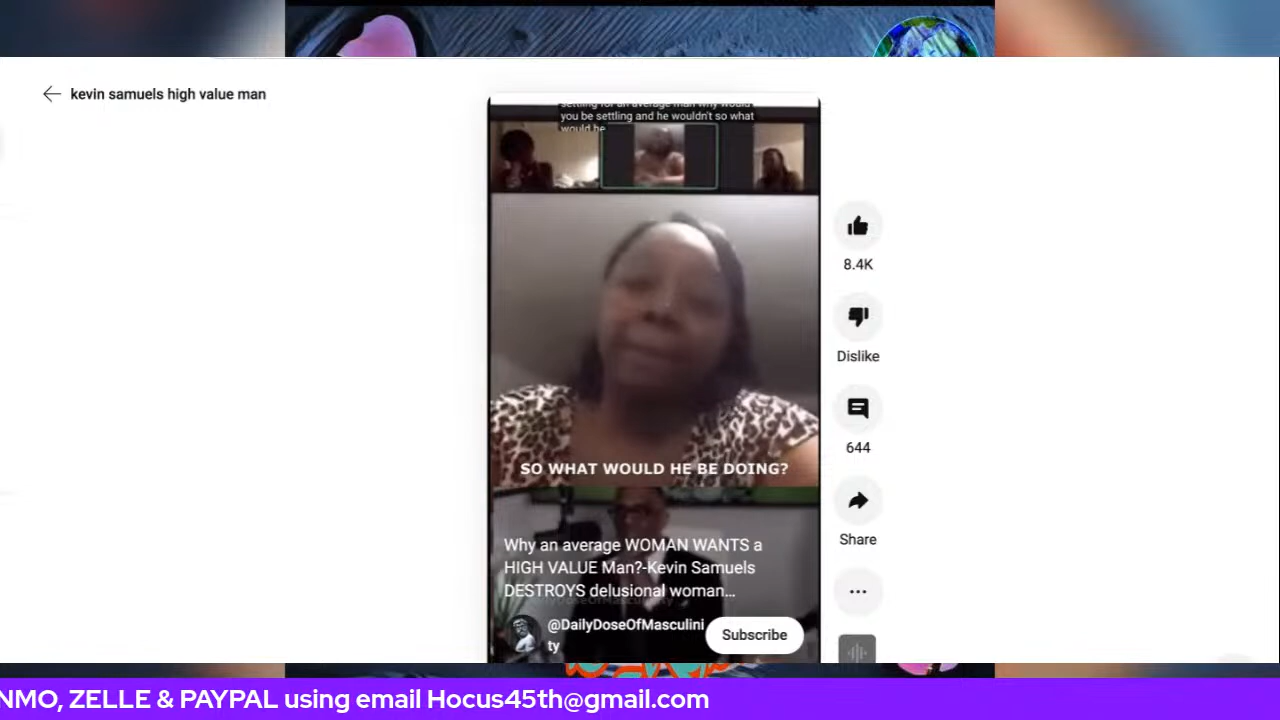 kevin samuels high value man
settling for an average man why would
you be settling and he wouldn't so what
would he
8.4K
Dislike
644
SO WHAT WOULD HE BE DOING?
Share
Why an average WOMAN WANTS a
HIGH VALUE Man?-Kevin Samuels
DESTROYS delusional woman...
@DailyDoseOfMasculini
ty
Subscribe
NMO, ZELLE & PAYPAL using email Hocus45th@gmail.com